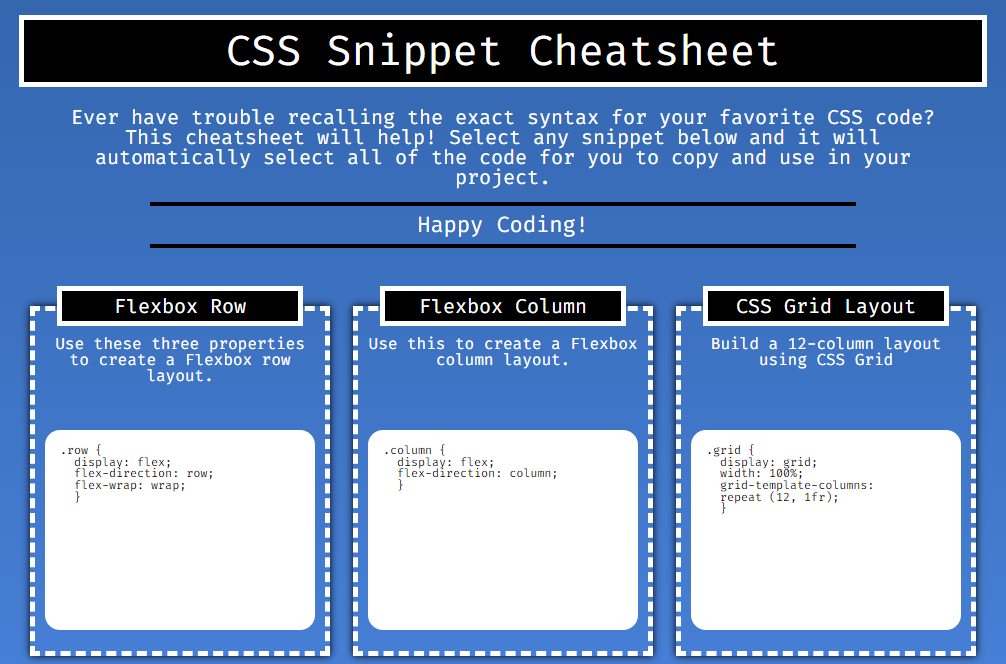 CSS Snippet Cheatsheet
Ever have trouble recalling the exact syntax for your favorite CSS code?
This cheatsheet will help! Select any snippet below and it will
automatically select all of the code for you to copy and use in your
project.
Happy Coding!
Flexbox Row
Use these three properties
to create a Flexbox row
layout.
.row {
display: flex;
flex-direction: row;
flex-wrap: wrap;
}
Flexbox Column
Use this to create a Flexbox
column layout.
.column {
display: flex;
flex-direction: column;
}
CSS Grid Layout
Build a 12-column layout
using CSS Grid
.grid {
display: grid;
width: 100%;
grid-template-columns:
repeat (12, 1fr);
}